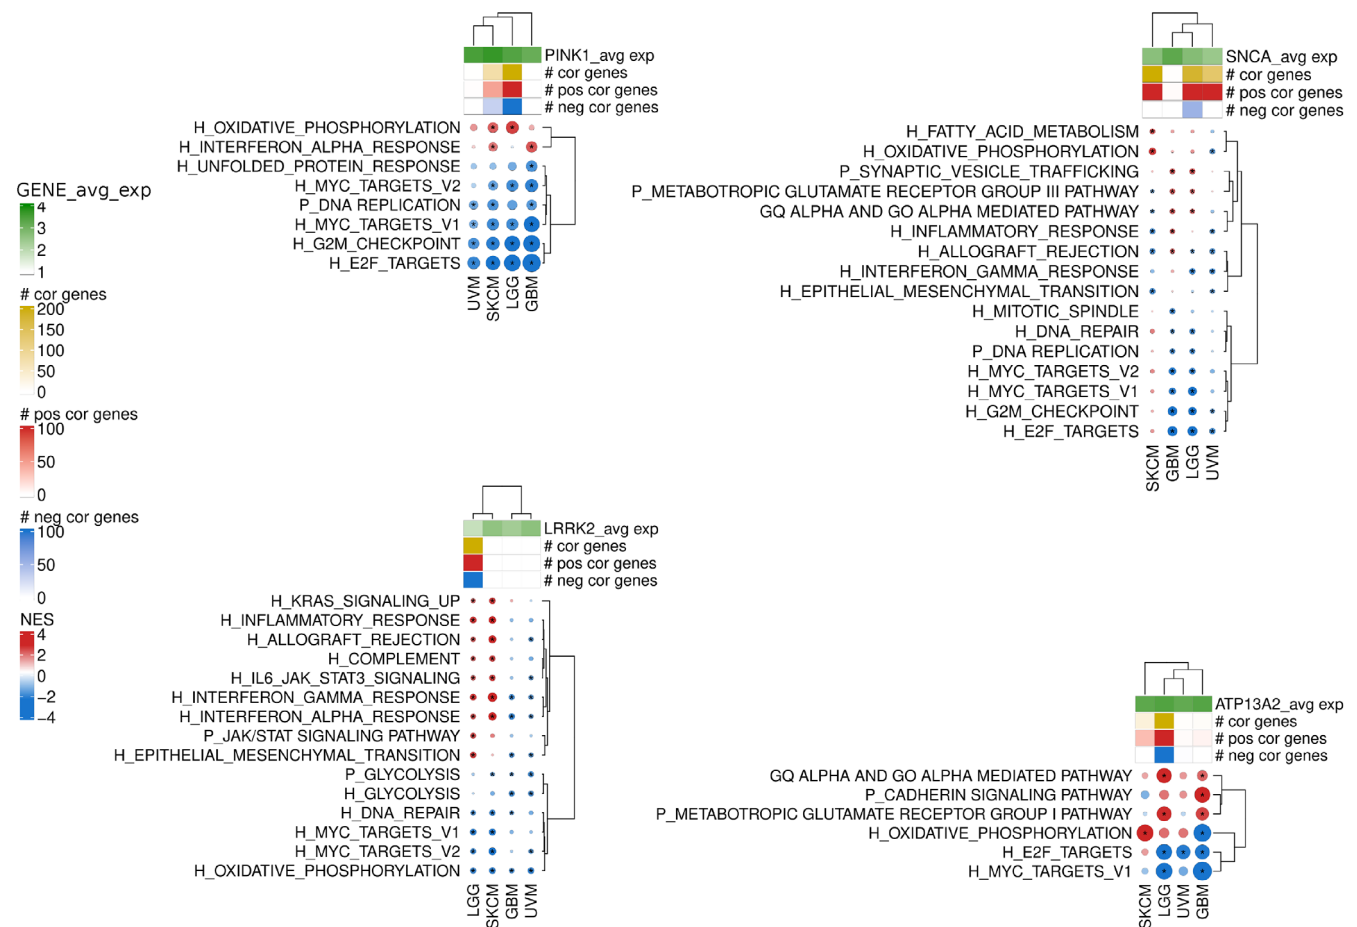 GENE_avg_exp
4
3
2
1
# cor genes
200
150
100
50
0
# pos cor genes
100
50
0
# neg cor genes
100
50
0
NES
4
2
0
−2
−4
PINK1_avg exp
# cor genes
# pos cor genes
# neg cor genes
H_OXIDATIVE_PHOSPHORYLATION
H_INTERFERON_ALPHA_RESPONSE
H_UNFOLDED_PROTEIN_RESPONSE
H_MYC_TARGETS_V2
P_DNA REPLICATION
H_MYC_TARGETS_V1
H_G2M_CHECKPOINT
H_E2F_TARGETS
UVM
SKCM
LGG
GBM
SNCA_avg exp
# cor genes
# pos cor genes
# neg cor genes
H_FATTY_ACID_METABOLISM
H_OXIDATIVE_PHOSPHORYLATION
P_SYNAPTIC_VESICLE_TRAFFICKING
P_METABOTROPIC GLUTAMATE RECEPTOR GROUP III PATHWAY
GQ ALPHA AND GO ALPHA MEDIATED PATHWAY
H_INFLAMMATORY_RESPONSE
H_ALLOGRAFT_REJECTION
H_INTERFERON_GAMMA_RESPONSE
H_EPITHELIAL_MESENCHYMAL_TRANSITION
H_MITOTIC_SPINDLE
H_DNA_REPAIR
P_DNA REPLICATION
H_MYC_TARGETS_V2
H_MYC_TARGETS_V1
H_G2M_CHECKPOINT
H_E2F_TARGETS
SKCM
GBM
LGG
UVM
LRRK2_avg exp
# cor genes
# pos cor genes
# neg cor genes
H_KRAS_SIGNALING_UP
H_INFLAMMATORY_RESPONSE
H_ALLOGRAFT_REJECTION
H_COMPLEMENT
H_IL6_JAK_STAT3_SIGNALING
H_INTERFERON_GAMMA_RESPONSE
H_INTERFERON_ALPHA_RESPONSE
P_JAK/STAT SIGNALING PATHWAY
H_EPITHELIAL_MESENCHYMAL_TRANSITION
P_GLYCOLYSIS
H_GLYCOLYSIS
H_DNA_REPAIR
H_MYC_TARGETS_V1
H_MYC_TARGETS_V2
H_OXIDATIVE_PHOSPHORYLATION
LGG
SKCM
GBM
UVM
ATP13A2_avg exp
# cor genes
# pos cor genes
# neg cor genes
GQ ALPHA AND GO ALPHA MEDIATED PATHWAY
P_CADHERIN SIGNALING PATHWAY
P_METABOTROPIC GLUTAMATE RECEPTOR GROUP I PATHWAY
H_OXIDATIVE_PHOSPHORYLATION
H_E2F_TARGETS
H_MYC_TARGETS_V1
SKCM
LGG
UVM
GBM